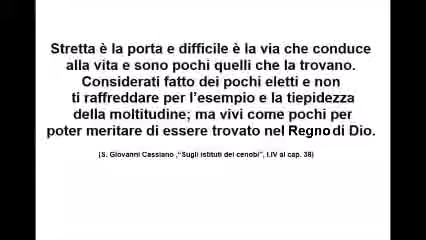 Stretta è la porta e difficile è la via che conduce
alla vita e sono pochi quelli che la trovano.
Considerati fatto dei pochi eletti e non
ti raffreddare per l'esempio e la tiepidezza
della moltitudine; ma vivi come pochi per
poter meritare di essere trovato nel Regno di Dio.
(S. Giovanni Cassiano ,"Sugli istituti dei cenobi", l.IV al cap. 38)